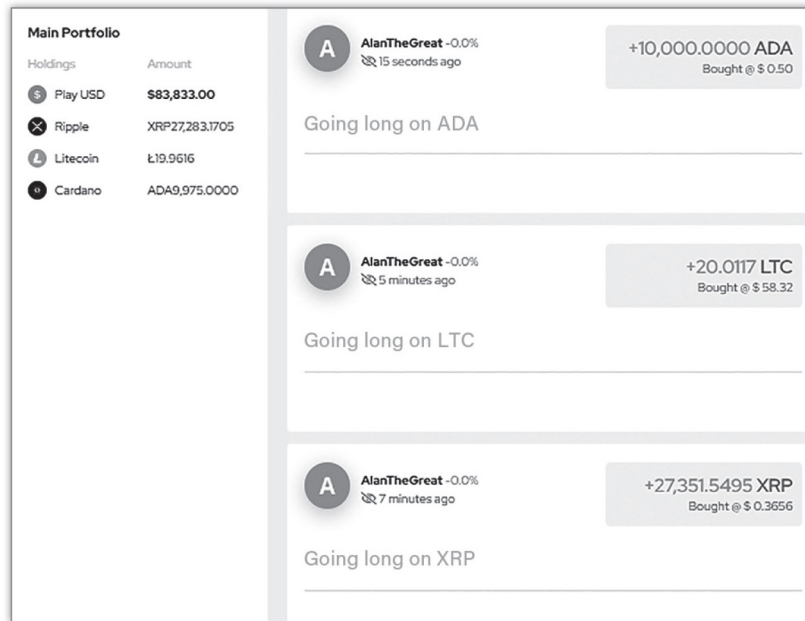 Main Portfolio
Holdings Amount
$ Play USD $83,833.00
Ripple XRP27,283.1705
Ł Litecoin Ł19.9616
Cardano ADA9,975.0000
A AlanTheGreat -0.0%
15 seconds ago
+10,000.0000 ADA
Bought @ $ 0.50
Going long on ADA
A AlanTheGreat -0.0%
5 minutes ago
+20.0117 LTC
Bought @ $ 58.32
Going long on LTC
A AlanTheGreat -0.0%
7 minutes ago
+27,351.5495 XRP
Bought @ $ 0.3656
Going long on XRP